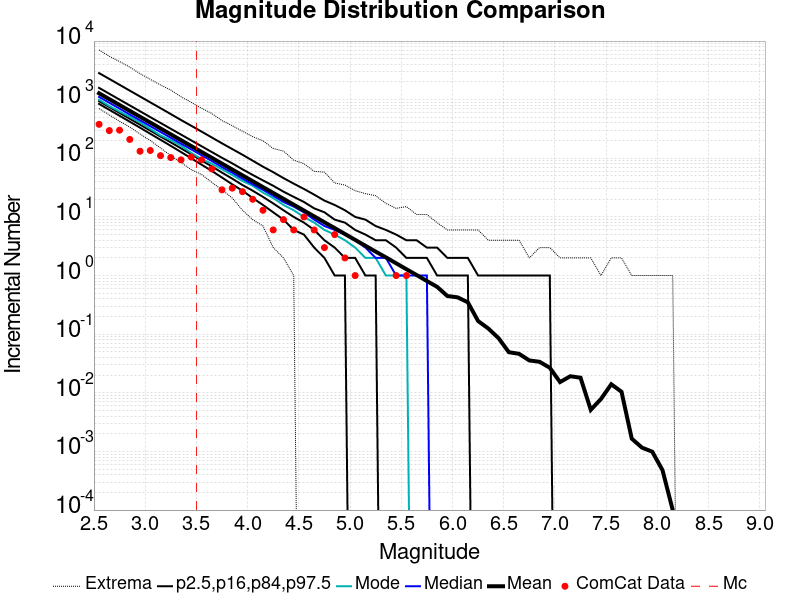 Magnitude Distribution Comparison
10^4
10^3
10^2
10^1
10^0
10^-1
10^-2
10^-3
10^-4
Incremental Number
2.5 3.0 3.5 4.0 4.5 5.0 5.5 6.0 6.5 7.0 7.5 8.0 8.5 9.0
Magnitude
Extrema p2.5,p16,p84,p97.5 Mode Median Mean ComCat Data Mc